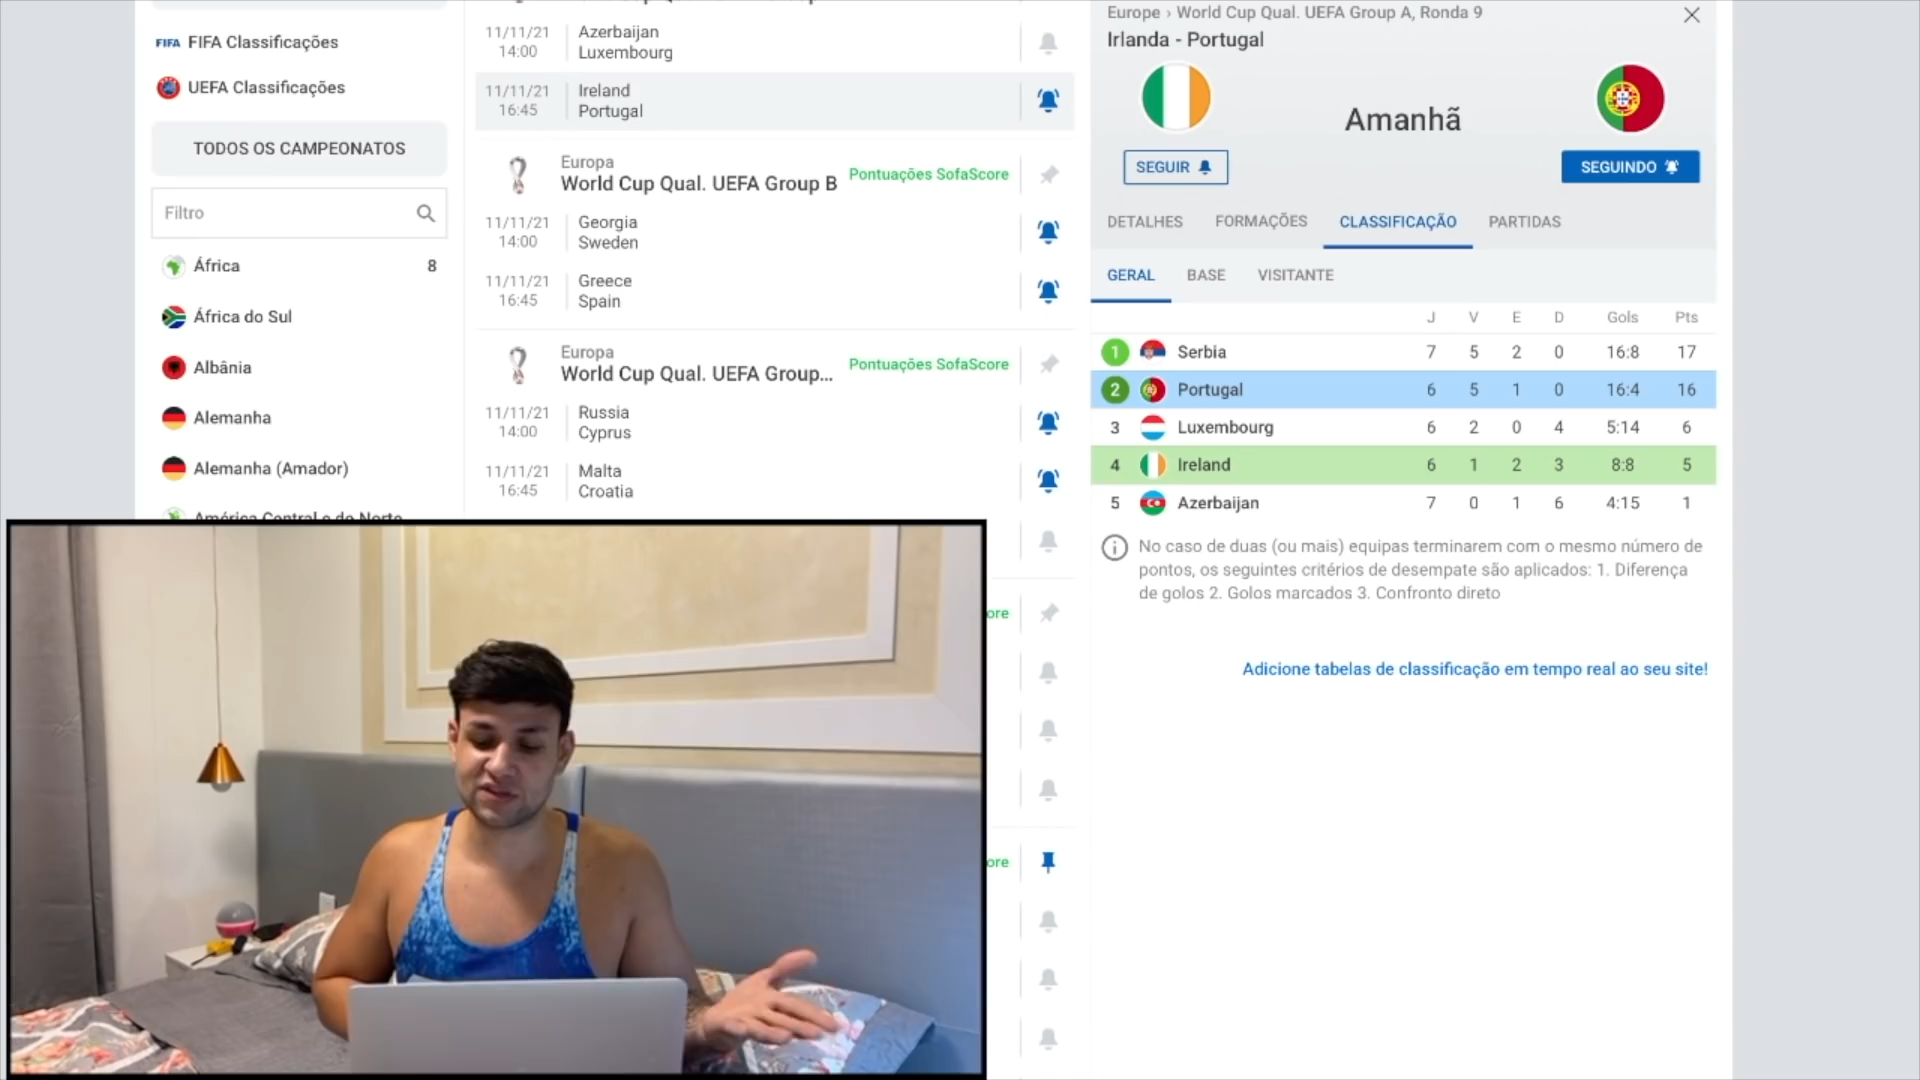 FIFA FIFA Classificações
UEFA Classificações
TODOS OS CAMPEONATOS
Filtro
África 8
África do Sul
Albânia
Alemanha
Alemanha (Amador)
América Central e do Norte
11/11/21 Azerbaijan
14:00 Luxembourg
11/11/21 Ireland
16:45 Portugal
Europa
World Cup Qual. UEFA Group B Pontuações SofaScore
11/11/21 Georgia
14:00 Sweden
11/11/21 Greece
16:45 Spain
Europa
World Cup Qual. UEFA Group... Pontuações SofaScore
11/11/21 Russia
14:00 Cyprus
11/11/21 Malta
16:45 Croatia
ore
ore
Europe › World Cup Qual. UEFA Group A, Ronda 9
Irlanda - Portugal
Amanhã
SEGUIR SEGUINDO
DETALHES FORMAÇÕES CLASSIFICAÇÃO PARTIDAS
GERAL BASE VISITANTE
J V E D Gols Pts
1 Serbia 7 5 2 0 16:8 17
2 Portugal 6 5 1 0 16:4 16
3 Luxembourg 6 2 0 4 5:14 6
4 Ireland 6 1 2 3 8:8 5
5 Azerbaijan 7 0 1 6 4:15 1
No caso de duas (ou mais) equipas terminarem com o mesmo número de
pontos, os seguintes critérios de desempate são aplicados: 1. Diferença
de golos 2. Golos marcados 3. Confronto direto
Adicione tabelas de classificação em tempo real ao seu site!